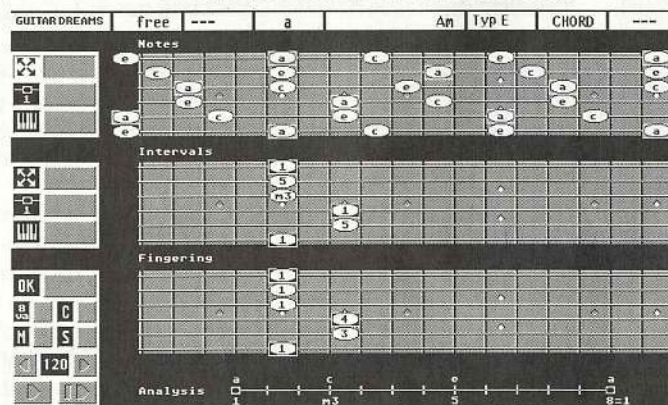 GUITAR DREAMS free --- a Am Typ E CHORD ---
Notes
e a c e a
c e a c e
a c e a c
e a c e
a c e a c
e a c e a
Intervals
1
5
m3
1
5
1
Fingering
1
1
1
4
3
1
OK
8va C
M S
120
a c e a
Analysis
1 m3 5 8=1